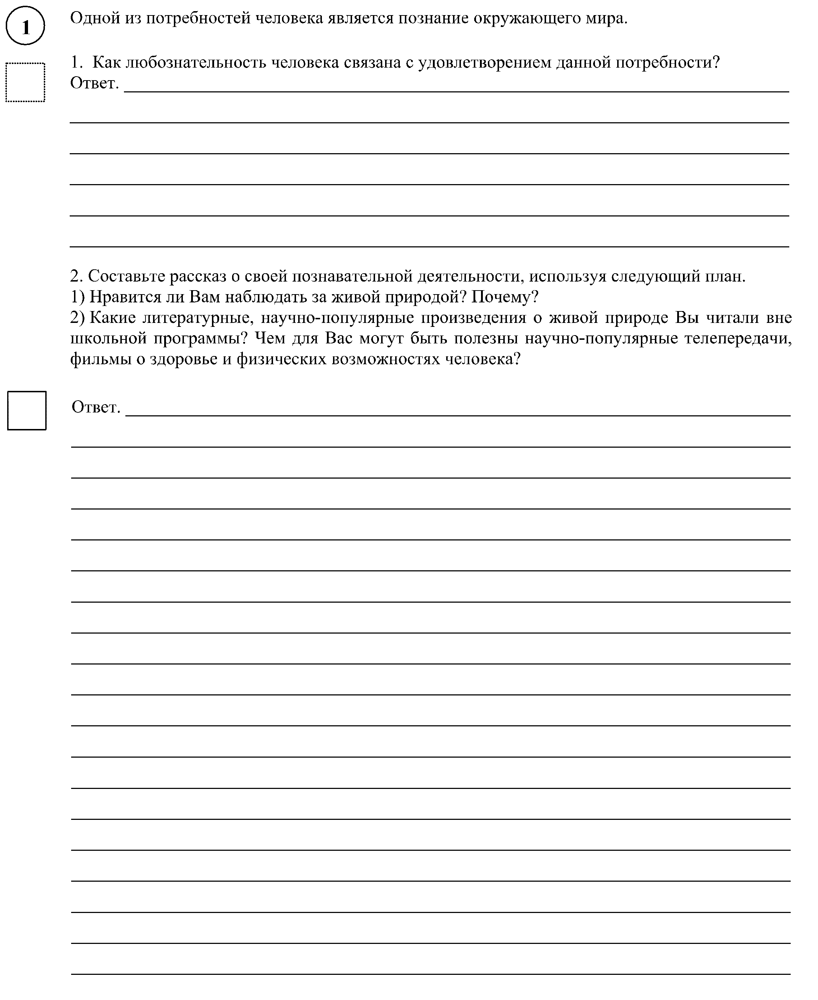 1
Одной из потребностей человека является познание окружающего мира.
1. Как любознательность человека связана с удовлетворением данной потребности?
Ответ.
2. Составьте рассказ о своей познавательной деятельности, используя следующий план.
1) Нравится ли Вам наблюдать за живой природой? Почему?
2) Какие литературные, научно-популярные произведения о живой природе Вы читали вне
школьной программы? Чем для Вас могут быть полезны научно-популярные телепередачи,
фильмы о здоровье и физических возможностях человека?
Ответ.